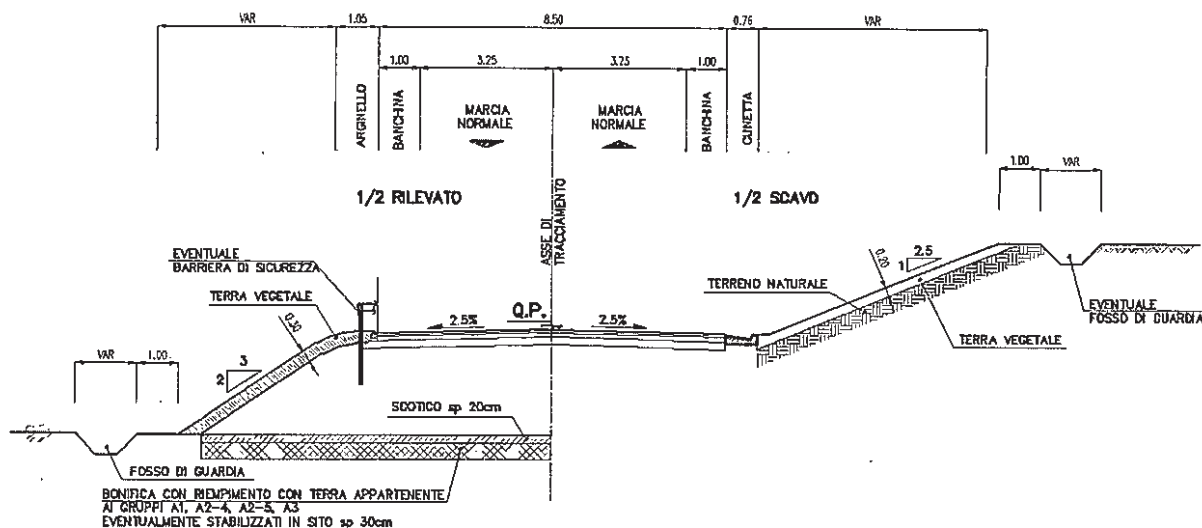 VAR
1.05
8.50
0.76
VAR
1.00
3.25
3.25
1.00
ARGINELLO
BANCHINA
MARCIA
NORMALE
MARCIA
NORMALE
BANCHINA
CUNETTA
1.00
VAR
1/2 RILEVATO
ASSE DI
TRACCIAMENTO
1/2 SCAVO
EVENTUALE
BARRIERA DI SICUREZZA
TERRA VEGETALE
0.30
2.5%
Q.P.
2.5%
TERRENO NATURALE
0.20
1
2.5
EVENTUALE
FOSSO DI GUARDIA
TERRA VEGETALE
VAR
1.00
3
2
SCOTICO sp 20cm
FOSSO DI GUARDIA
BONIFICA CON RIEMPIMENTO CON TERRA APPARTENENTE
AI GRUPPI A1, A2-4, A2-5, A3
EVENTUALMENTE STABILIZZATI IN SITO sp 30cm